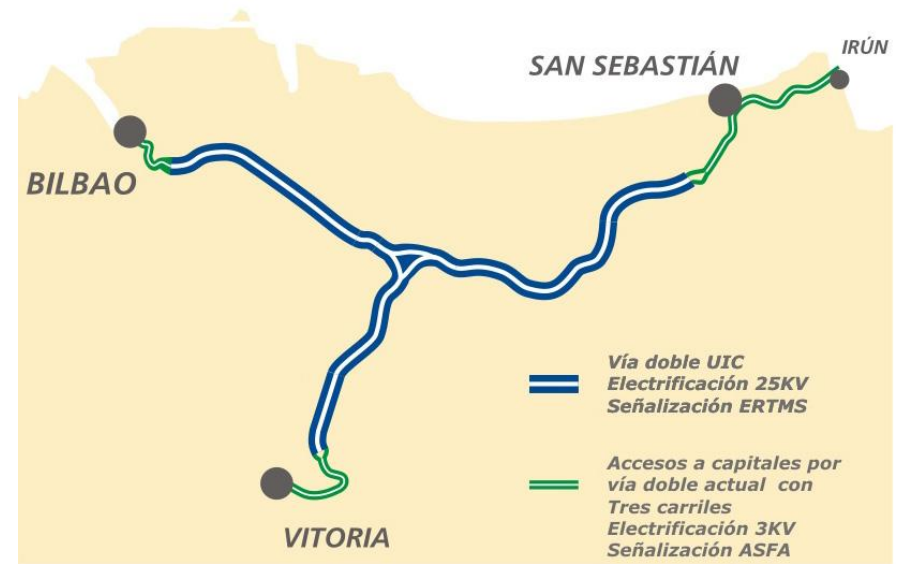 IRÚN
SAN SEBASTIÁN
BILBAO
Vía doble UIC
Electrificación 25KV
Señalización ERTMS
Accesos a capitales por
vía doble actual con
Tres carriles
Electrificación 3KV
Señalización ASFA
VITORIA